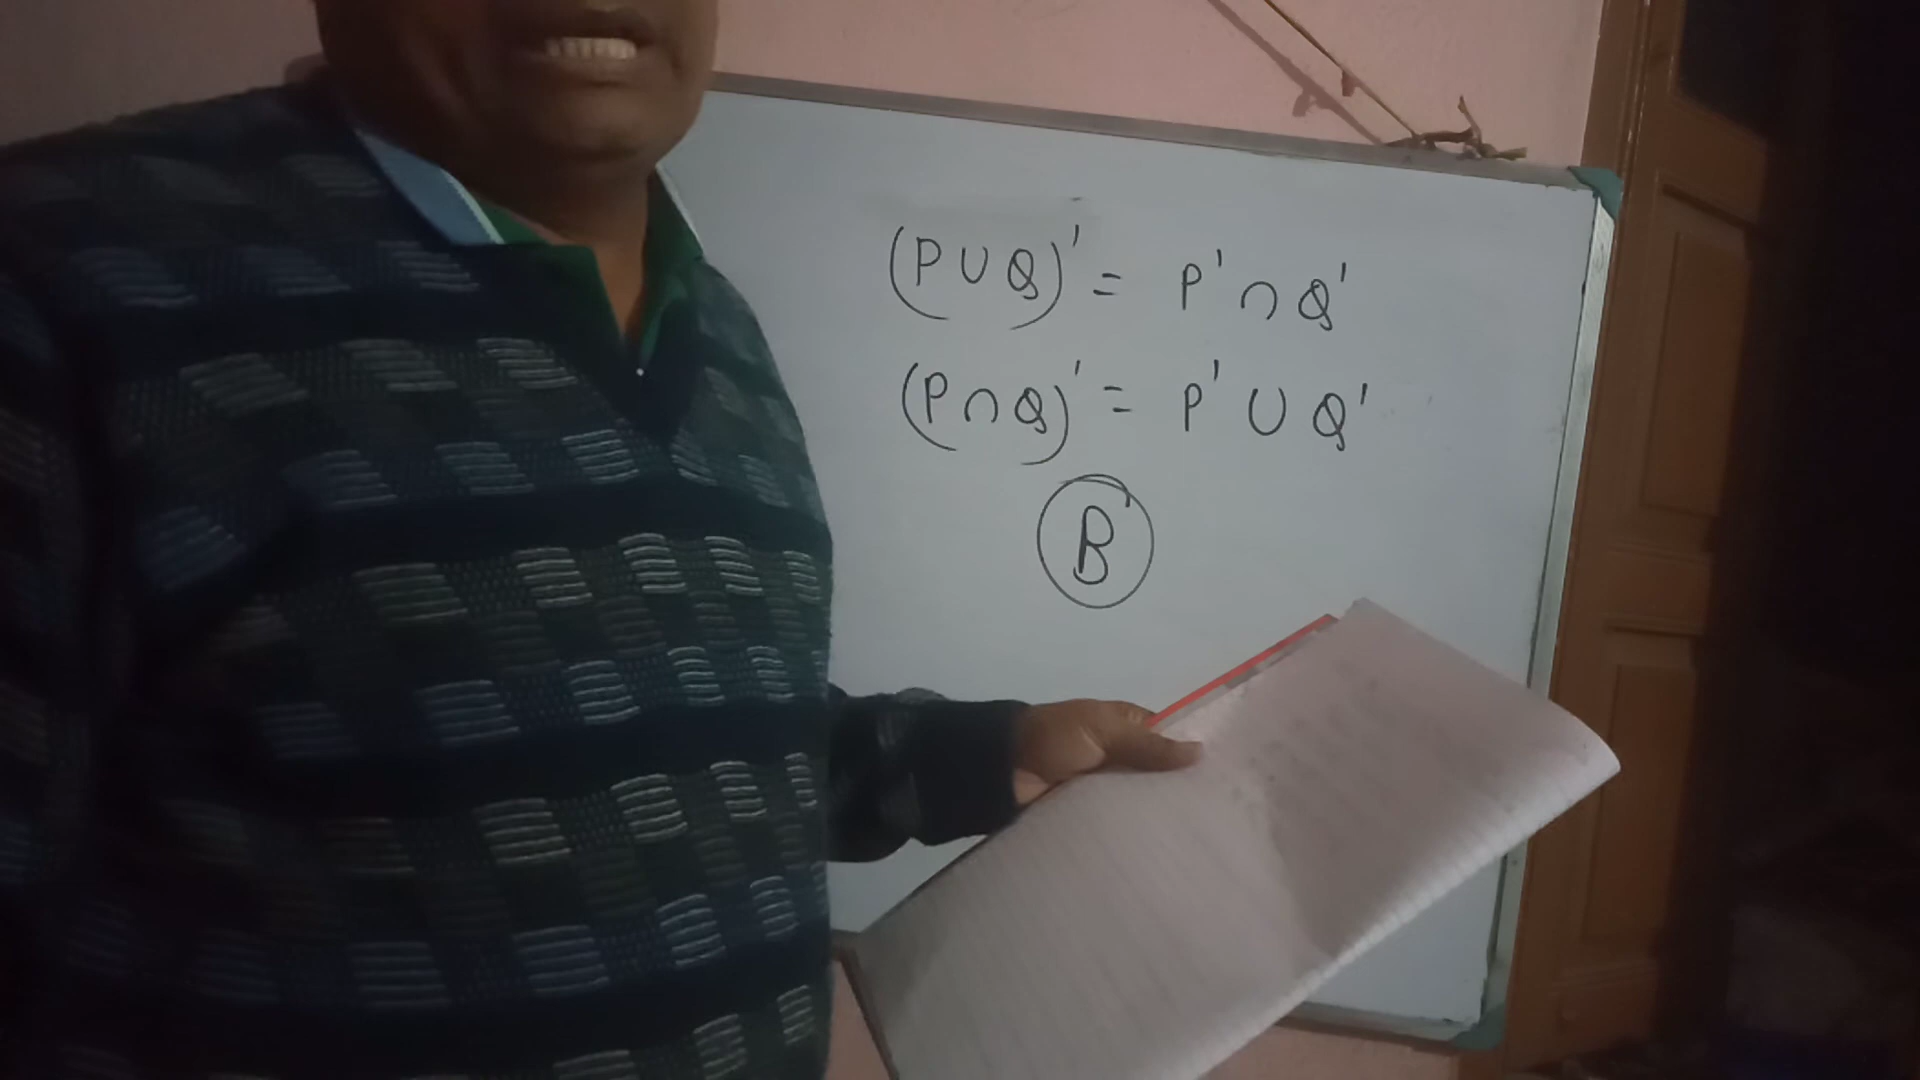 (P∪Q)' = P'∩Q'
(P∩Q)' = P'∪Q'
B